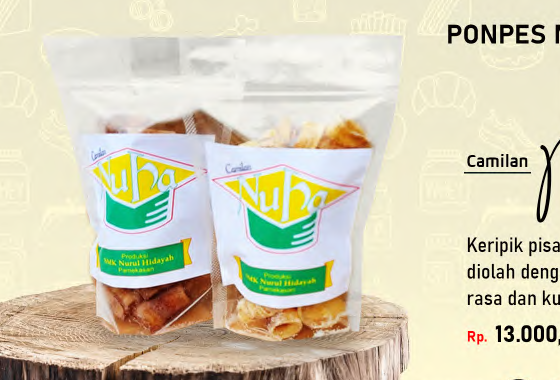 PONPES
Camilan
Nuha
Produksi
SMK Nurul Hidayah
Pamekasan
Camilan
Nuha
Produksi
SMK Nurul Hidayah
Pamekasan
Camilan
Keripik pisa
diolah deng
rasa dan ku
Rp. 13.000,